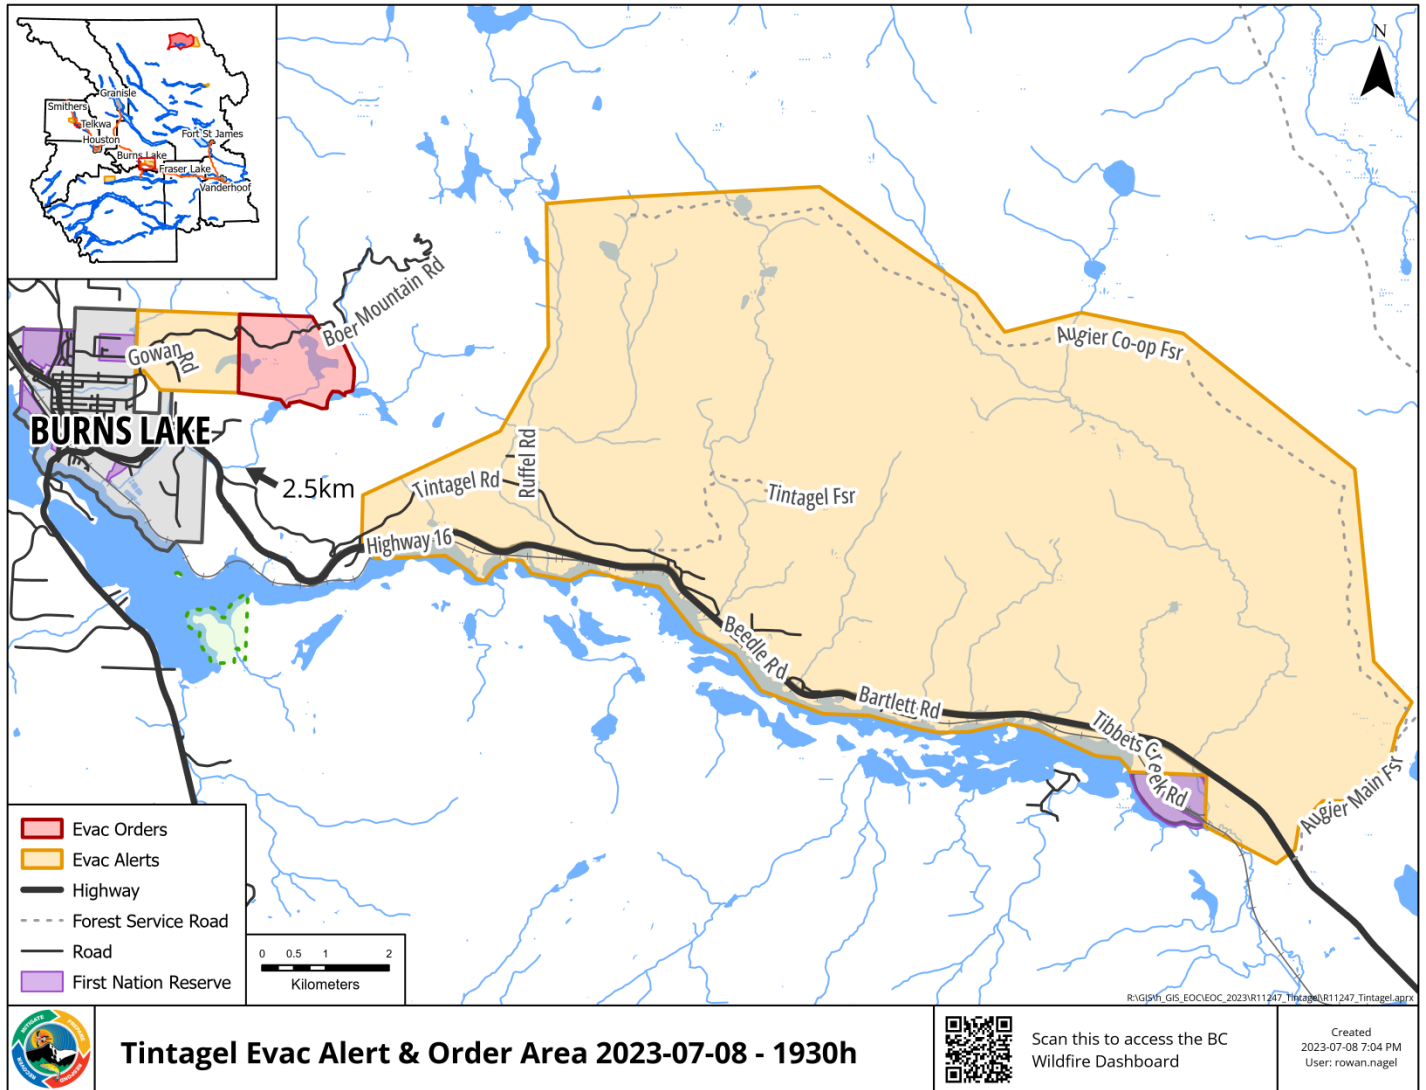 Granisle
Smithers
Telkwa
Houston
Fort St James
Burns Lake
Fraser Lake
Vanderhoof
N
Boer Mountain Rd
Gowan Rd
BURNS LAKE
2.5km
Augier Co-op Fsr
Ruffel Rd
Tintagel Rd
Tintagel Fsr
Highway 16
Beedle Rd
Bartlett Rd
Tibbets Creek Rd
Augier Main Fsr
Evac Orders
Evac Alerts
Highway
Forest Service Road
Road
First Nation Reserve
0 0.5 1 2
Kilometers
R:\GIS\h_GIS_EOC\EOC_2023\R11247_Tintagel\R11247_Tintagel.aprx
MITIGATE
PREPARE
RESPOND
RECOVER
Tintagel Evac Alert & Order Area 2023-07-08 - 1930h
Scan this to access the BC
Wildfire Dashboard
Created
2023-07-08 7:04 PM
User: rowan.nagel